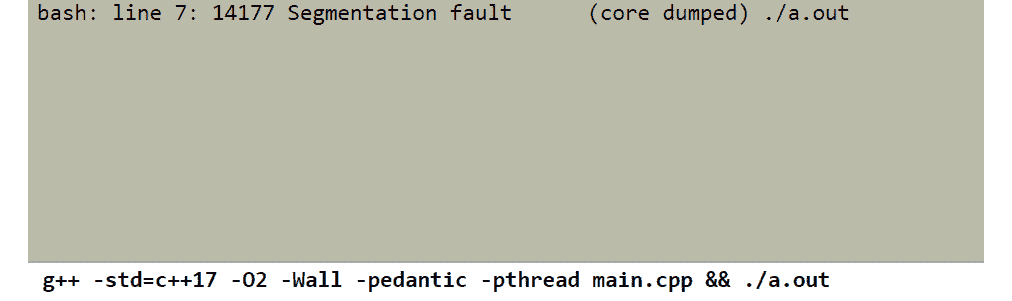 bash: line 7: 14177 Segmentation fault      (core dumped) ./a.out
g++ -std=c++17 -O2 -Wall -pedantic -pthread main.cpp && ./a.out